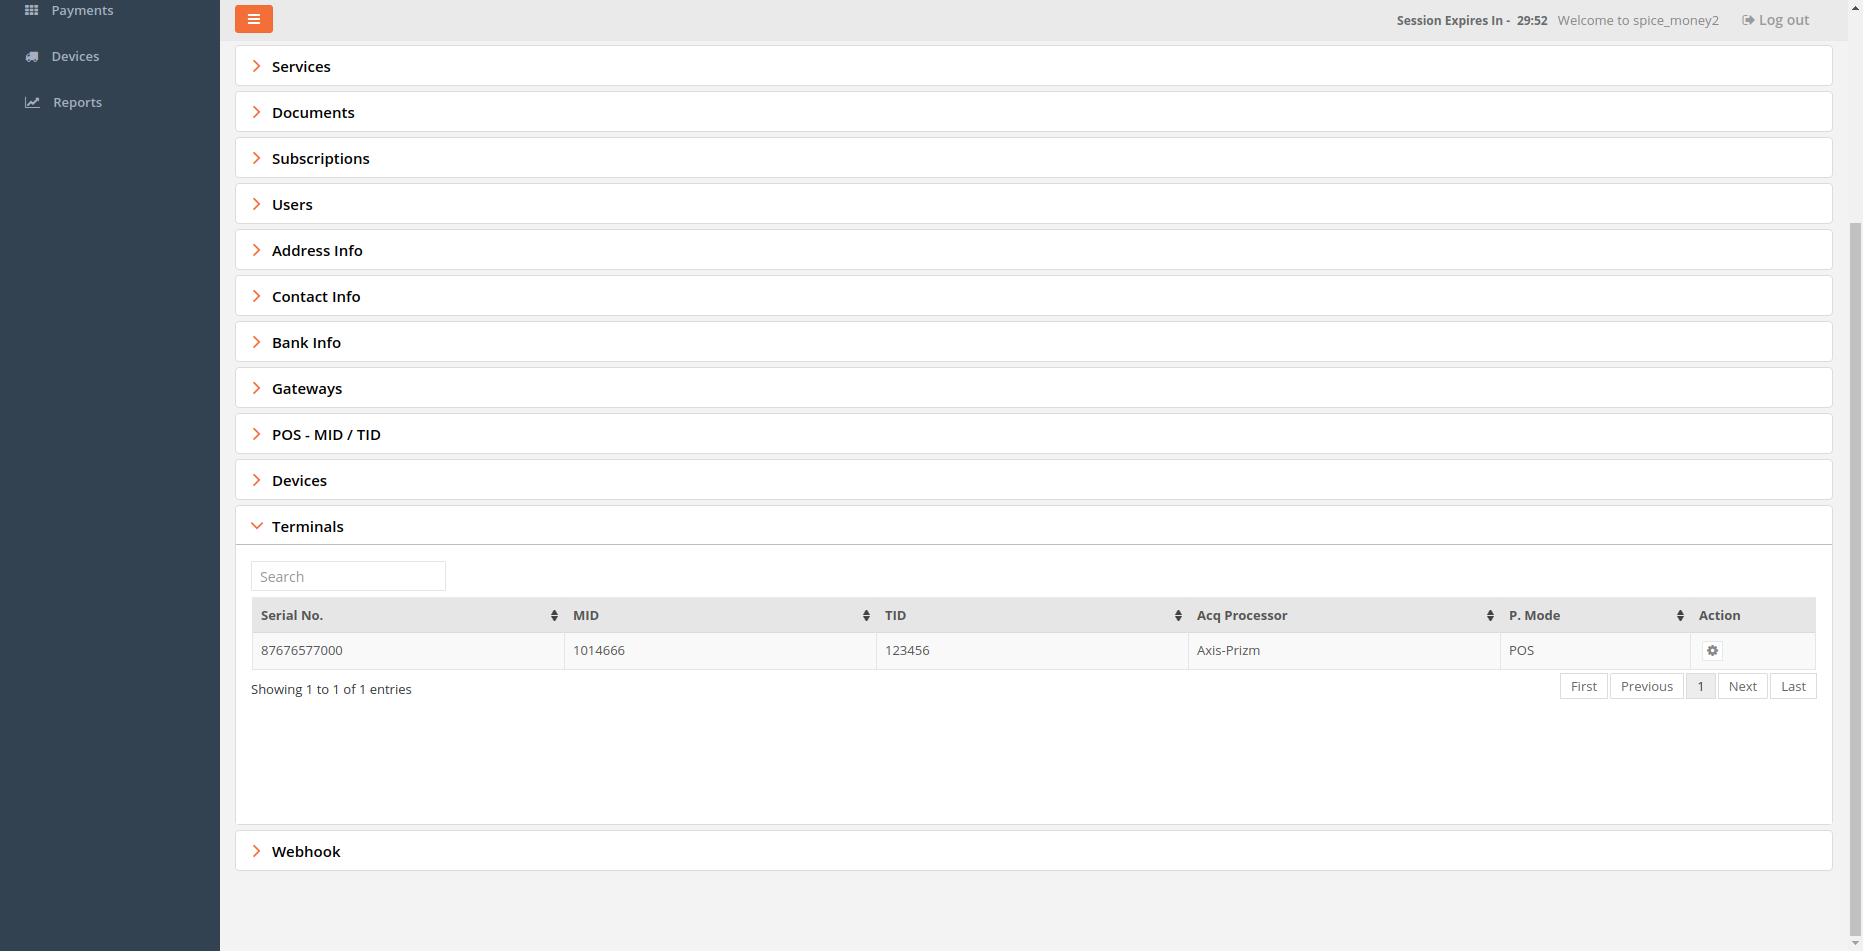 Payments
Devices
Reports
Session Expires In - 29:52 Welcome to spice_money2 Log out
Services
Documents
Subscriptions
Users
Address Info
Contact Info
Bank Info
Gateways
POS - MID / TID
Devices
Terminals
Search
Serial No. MID TID Acq Processor P. Mode Action
87676577000 1014666 123456 Axis-Prizm POS
Showing 1 to 1 of 1 entries First Previous 1 Next Last
Webhook